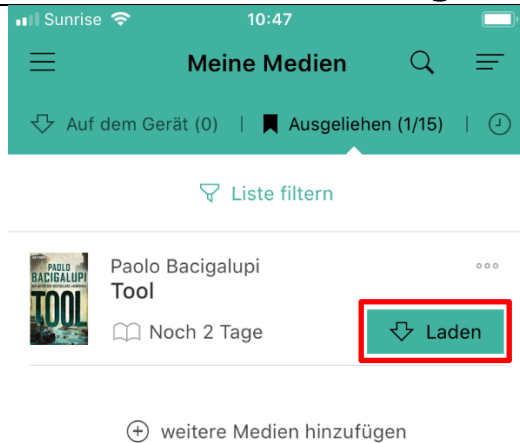 Sunrise 10:47
Meine Medien
Auf dem Gerät (0) | Ausgeliehen (1/15) |
Liste filtern
PAOLO
BACIGALUPI
TOOL
Paolo Bacigalupi
Tool
Noch 2 Tage
Laden
weitere Medien hinzufügen